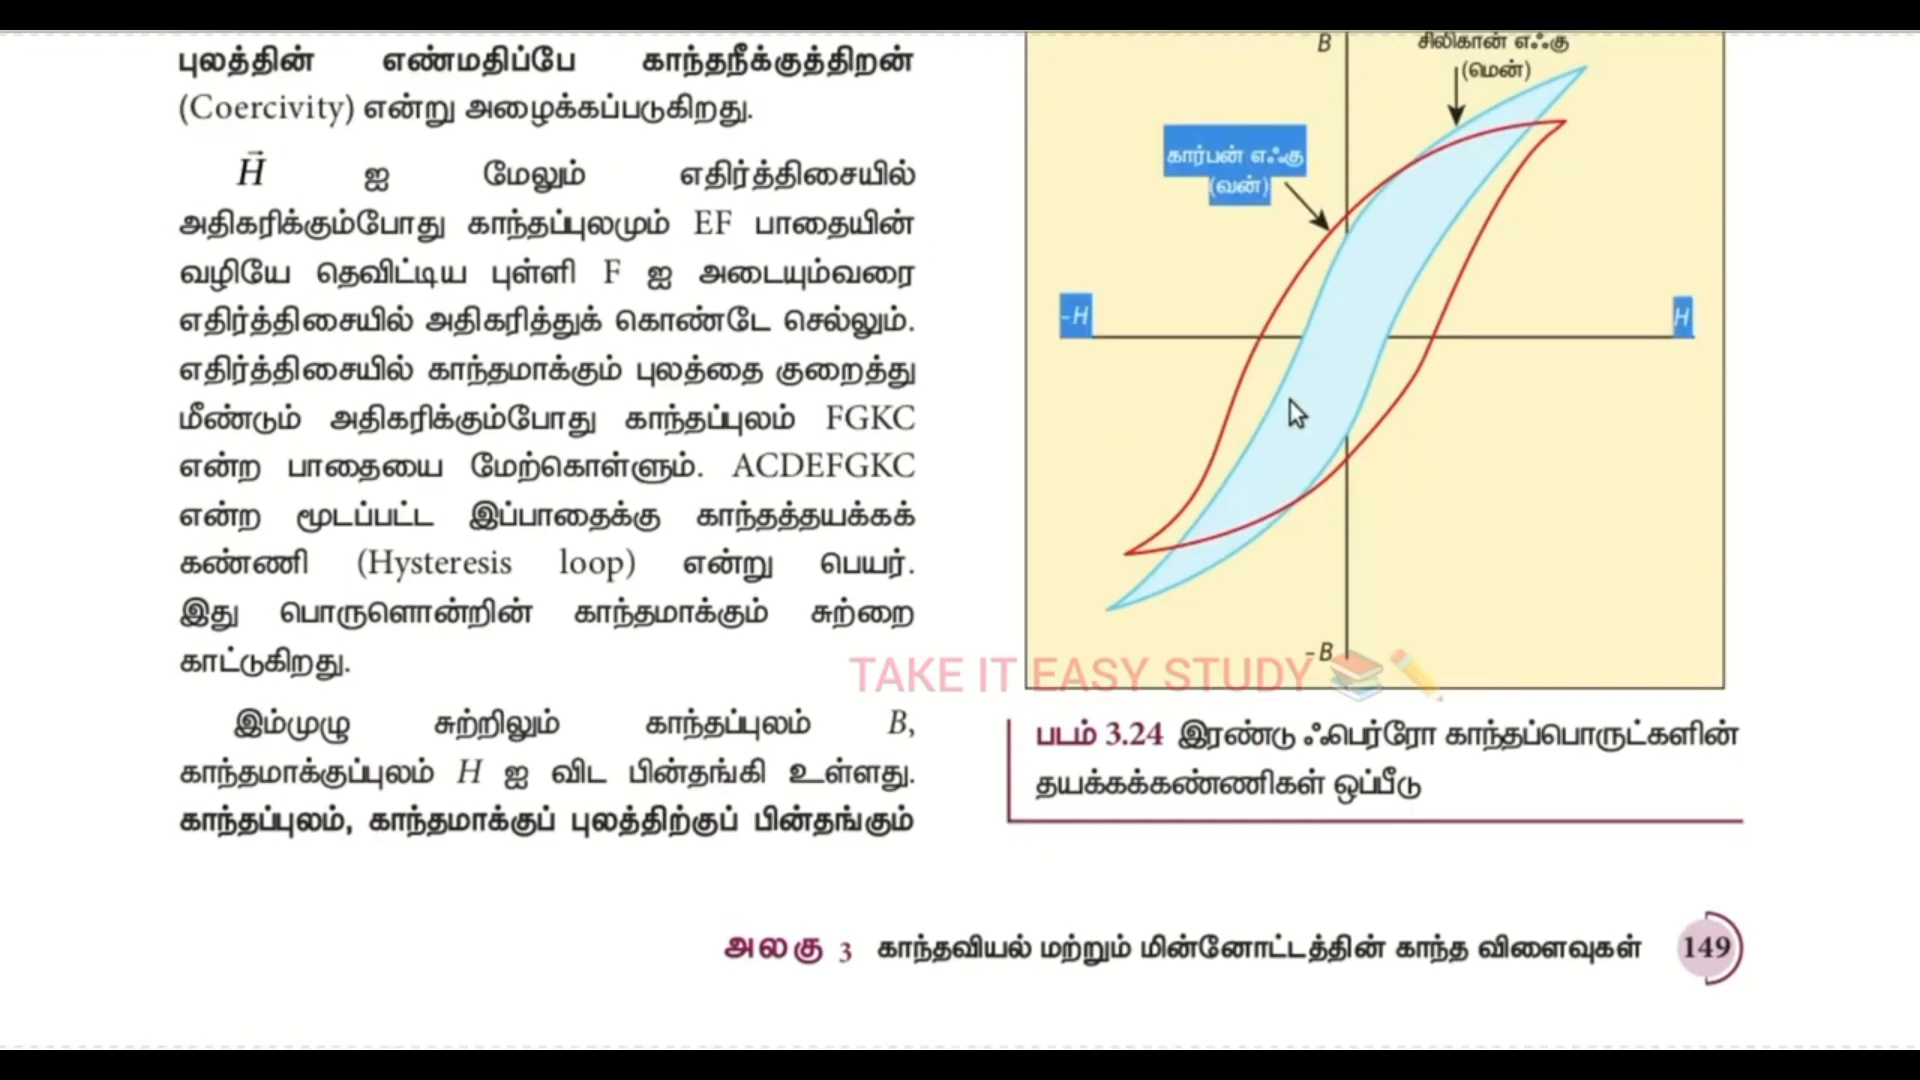 புலத்தின் எண்மதிப்பே காந்தநீக்குத்திறன்
(Coercivity) என்று அழைக்கப்படுகிறது.
H ஐ மேலும் எதிர்த்திசையில்
அதிகரிக்கும்போது காந்தப்புலமும் EF பாதையின்
வழியே தெவிட்டிய புள்ளி F ஐ அடையும்வரை
எதிர்த்திசையில் அதிகரித்துக் கொண்டே செல்லும்.
எதிர்த்திசையில் காந்தமாக்கும் புலத்தை குறைத்து
மீண்டும் அதிகரிக்கும்போது காந்தப்புலம் FGKC
என்ற பாதையை மேற்கொள்ளும். ACDEFGKC
என்ற மூடப்பட்ட இப்பாதைக்கு காந்தத்தயக்கக்
கண்ணி (Hysteresis loop) என்று பெயர்.
இது பொருளொன்றின் காந்தமாக்கும் சுற்றை
காட்டுகிறது.
இம்முழு சுற்றிலும் காந்தப்புலம் B,
காந்தமாக்குப்புலம் H ஐ விட பின்தங்கி உள்ளது.
காந்தப்புலம், காந்தமாக்குப் புலத்திற்குப் பின்தங்கும்
B
சிலிகான் எஃகு
(மென்)
கார்பன் எஃகு
(வன்)
-H
H
-B
TAKE IT EASY STUDY
படம் 3.24 இரண்டு ஃபெர்ரோ காந்தப்பொருட்களின்
தயக்கக்கண்ணிகள் ஒப்பீடு
அலகு 3 காந்தவியல் மற்றும் மின்னோட்டத்தின் காந்த விளைவுகள் 149